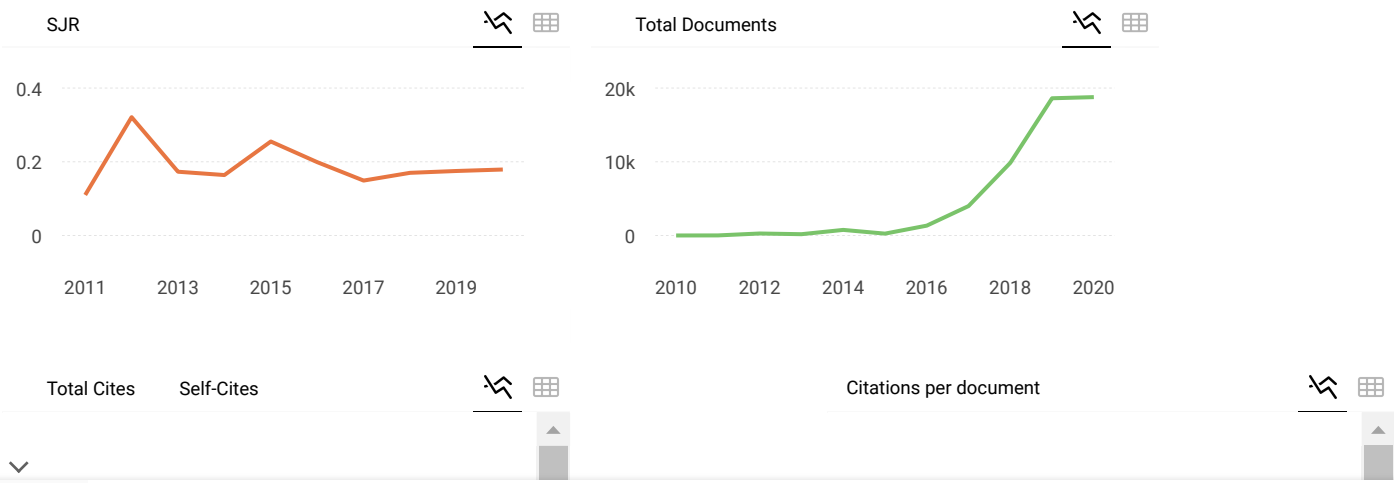 SJR
0.4
0.2
0
2011 2013 2015 2017 2019
Total Documents
20k
10k
0
2010 2012 2014 2016 2018 2020
Total Cites Self-Cites
Citations per document